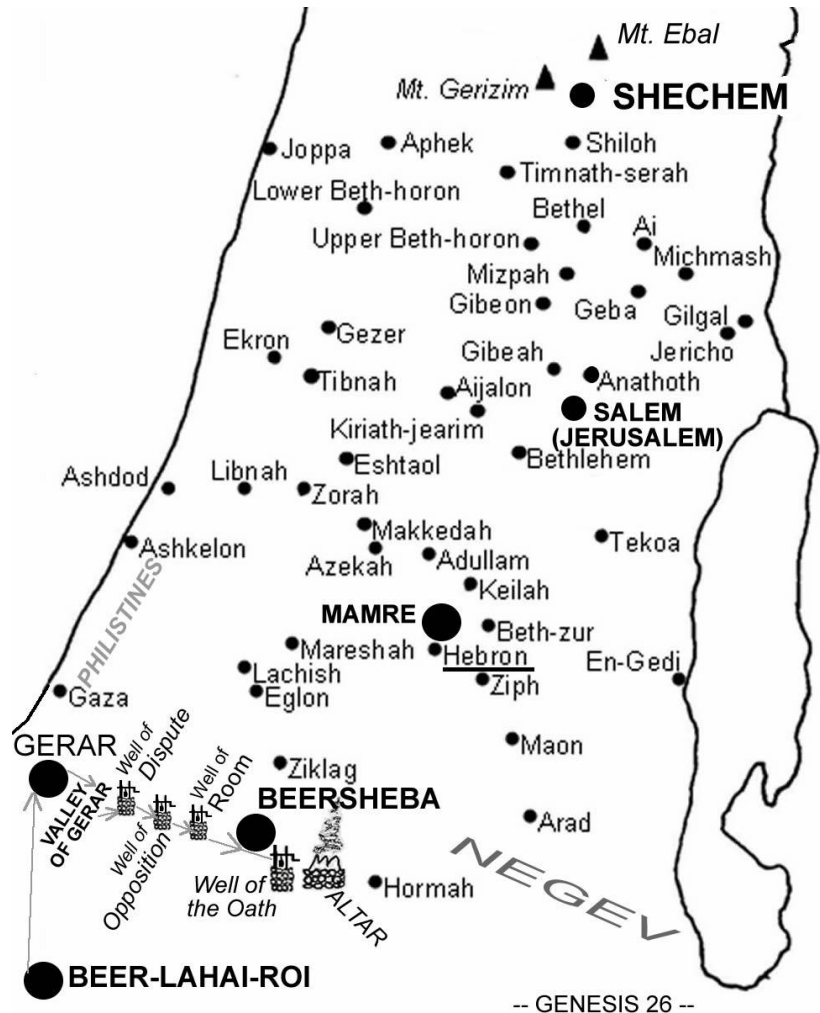 Mt. Ebal
Mt. Gerizim
SHECHEM
Joppa
Aphek
Shiloh
Timnath-serah
Lower Beth-horon
Bethel
Upper Beth-horon
Ai
Michmash
Mizpah
Gibeon
Geba
Gilgal
Jericho
Ekron
Gezer
Gibeah
Tibnah
Aijalon
Anathoth
SALEM
(JERUSALEM)
Kiriath-jearim
Eshtaol
Bethlehem
Ashdod
Libnah
Zorah
Makkedah
Ashkelon
Azekah
Adullam
Tekoa
Keilah
PHILISTINES
MAMRE
Beth-zur
Mareshah
Hebron
En-Gedi
Lachish
Ziph
Gaza
Eglon
GERAR
Well of
Dispute
Well of
Room
Maon
Ziklag
VALLEY
OF GERAR
BEERSHEBA
Well of
Opposition
Arad
NEGEV
Well of
the Oath
ALTAR
Hormah
BEER-LAHAI-ROI
-- GENESIS 26 --